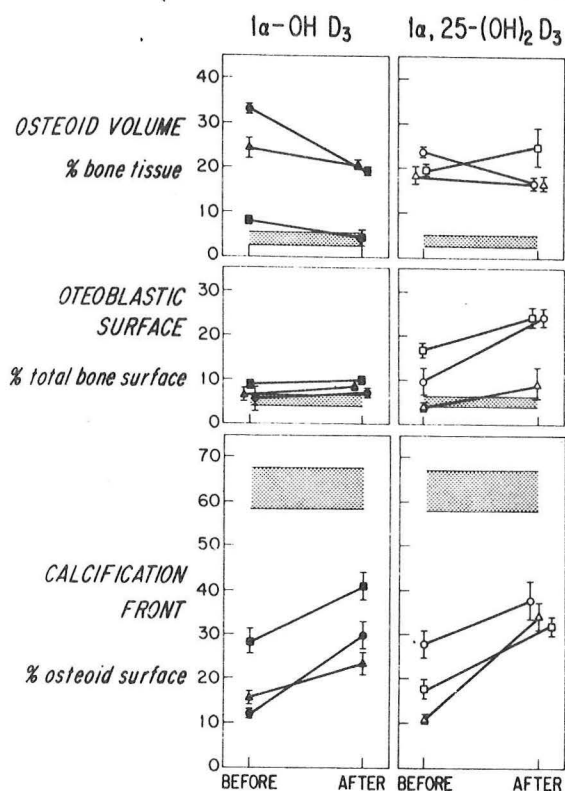 1α-OH D₃
1α, 25-(OH)₂ D₃
OSTEOID VOLUME
% bone tissue
40
30
20
10
0
OTEOBLASTIC
SURFACE
% total bone surface
30
20
10
0
CALCIFICATION
FRONT
% osteoid surface
70
60
50
40
30
20
10
0
BEFORE AFTER
BEFORE AFTER